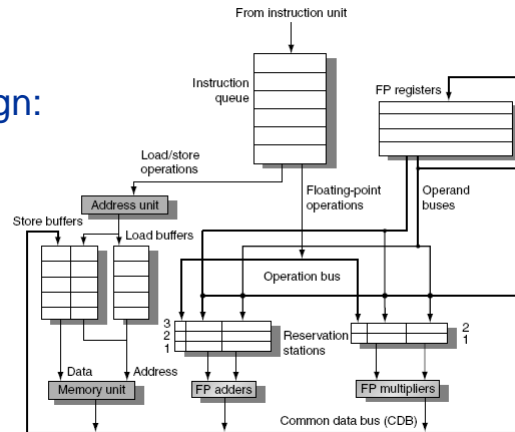 From instruction unit
Instruction
queue
FP registers
gn:
Load/store
operations
Address unit
Floating-point
operations
Operand
buses
Store buffers
Load buffers
Operation bus
3
2
1
Reservation
stations
2
1
Data
Address
Memory unit
FP adders
FP multipliers
Common data bus (CDB)